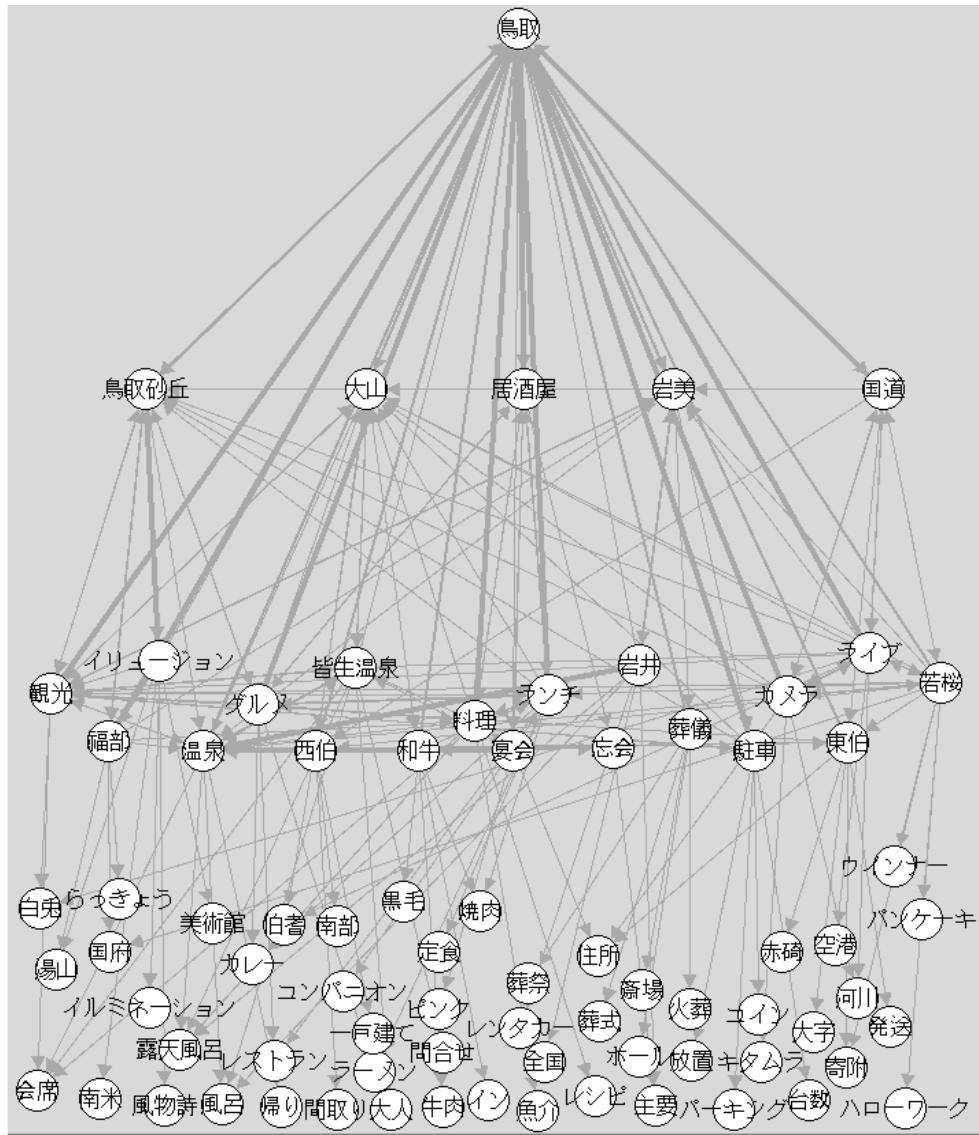 鳥取
鳥取砂丘
大山
居酒屋
岩美
国道
イリュージョン
皆生温泉
岩井
ライブ
観光
グルメ
ランチ
カメラ
若桜
福部
温泉
西伯
和牛
料理
宴会
忘会
葬儀
駐車
東伯
ウインナー
白兎
らっきょう
美術館
伯耆
南部
黒毛
焼肉
パンケーキ
湯山
国府
カレー
定食
住所
赤碕
空港
イルミネーション
コンパニオン
ピンク
葬祭
斎場
火葬
コイン
河川
露天風呂
一戸建て
レンタカー
葬式
大字
発送
レストラン
ラーメン
問合せ
全国
ホール
放置
キタムラ
寄附
会席
南米
風物詩
風呂
帰り
間取り
大人
牛肉
イン
魚介
レシピ
主要
パーキング
台数
ハローワーク